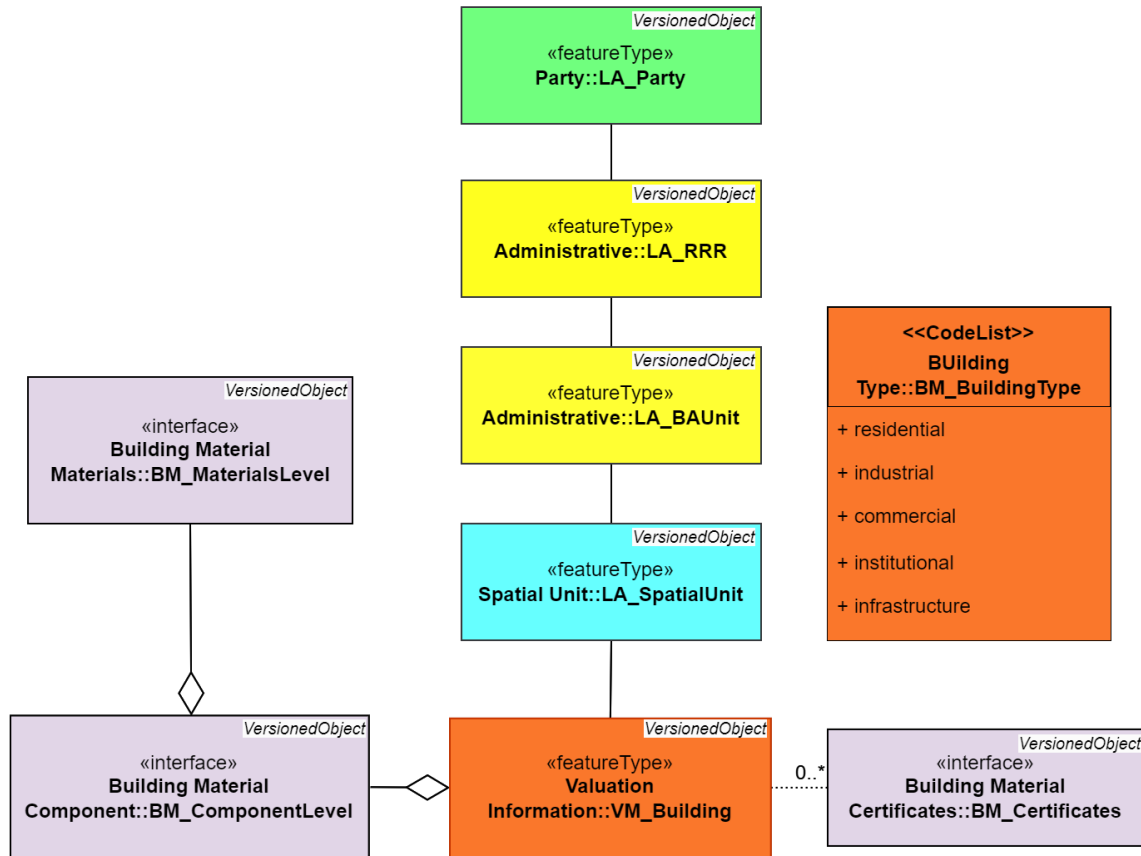 VersionedObject
«featureType»
Party::LA_Party
VersionedObject
«featureType»
Administrative::LA_RRR
VersionedObject
«featureType»
Administrative::LA_BAUnit
<<CodeList>>
BUilding
Type::BM_BuildingType
+ residential
+ industrial
+ commercial
+ institutional
+ infrastructure
VersionedObject
«interface»
Building Material
Materials::BM_MaterialsLevel
VersionedObject
«featureType»
Spatial Unit::LA_SpatialUnit
VersionedObject
«interface»
Building Material
Component::BM_ComponentLevel
VersionedObject
«featureType»
Valuation
Information::VM_Building
0..*
VersionedObject
«interface»
Building Material
Certificates::BM_Certificates